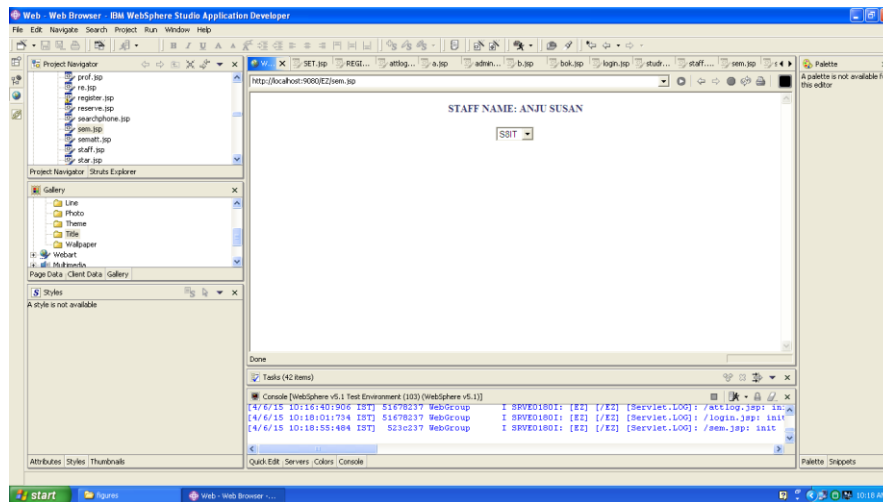 Web - Web Browser - IBM WebSphere Studio Application Developer
File Edit Navigate Search Project Run Window Help
Project Navigator
prof.jsp
re.jsp
register.jsp
reserve.jsp
searchphone.jsp
sem.jsp
sematt.jsp
staff.jsp
star.jsp
Project Navigator Struts Explorer
Gallery
Line
Photo
Theme
Title
Wallpaper
Webart
Multimedia
Page Data Client Data Gallery
Styles
A style is not available
Attributes Styles Thumbnails
W... SET.jsp REGI... attlog... a.jsp admin... b.jsp bok.jsp login.jsp studr... staff.... sem.jsp
http://localhost:9080/EZ/sem.jsp
STAFF NAME: ANJU SUSAN
S8IT
Done
Tasks (42 items)
Console [WebSphere v5.1 Test Environment (103) (WebSphere v5.1)]
[4/6/15 10:16:40:906 IST] 51678237 WebGroup I SRVE0180I: [EZ] [/EZ] [Servlet.LOG]: /attlog.jsp: in
[4/6/15 10:18:01:734 IST] 51678237 WebGroup I SRVE0180I: [EZ] [/EZ] [Servlet.LOG]: /login.jsp: init
[4/6/15 10:18:55:484 IST] 523c237 WebGroup I SRVE0180I: [EZ] [/EZ] [Servlet.LOG]: /sem.jsp: init
Quick Edit Servers Colors Console
Palette
A palette is not available f
this editor
Palette Snippets
start figures Web - Web Browser -... 10:18 AM